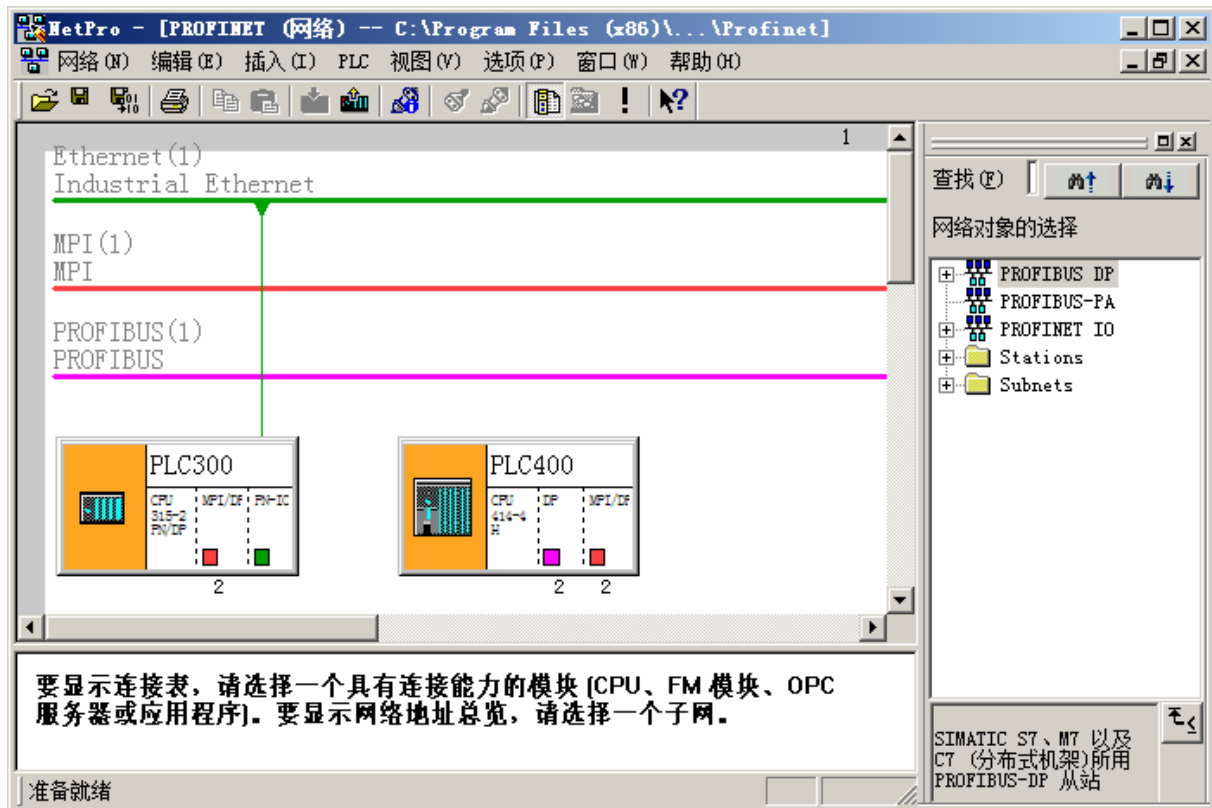 NetPro - [PROFINET (网络) -- C:\Program Files (x86)\...\Profinet]
网络(N) 编辑(E) 插入(I) PLC 视图(V) 选项(P) 窗口(W) 帮助(H)
1
Ethernet(1)
Industrial Ethernet
MPI(1)
MPI
PROFIBUS(1)
PROFIBUS
PLC300
CPU
315-2
PN/DP
MPI/DP
PN-IO
2
PLC400
CPU
414-4
H
DP
MPI/DP
2 2
查找(F)
网络对象的选择
PROFIBUS DP
PROFIBUS-PA
PROFINET IO
Stations
Subnets
SIMATIC S7、M7 以及
C7 (分布式机架)所用
PROFIBUS-DP 从站
要显示连接表，请选择一个具有连接能力的模块 (CPU、FM 模块、OPC
服务器或应用程序)。要显示网络地址总览，请选择一个子网。
准备就绪